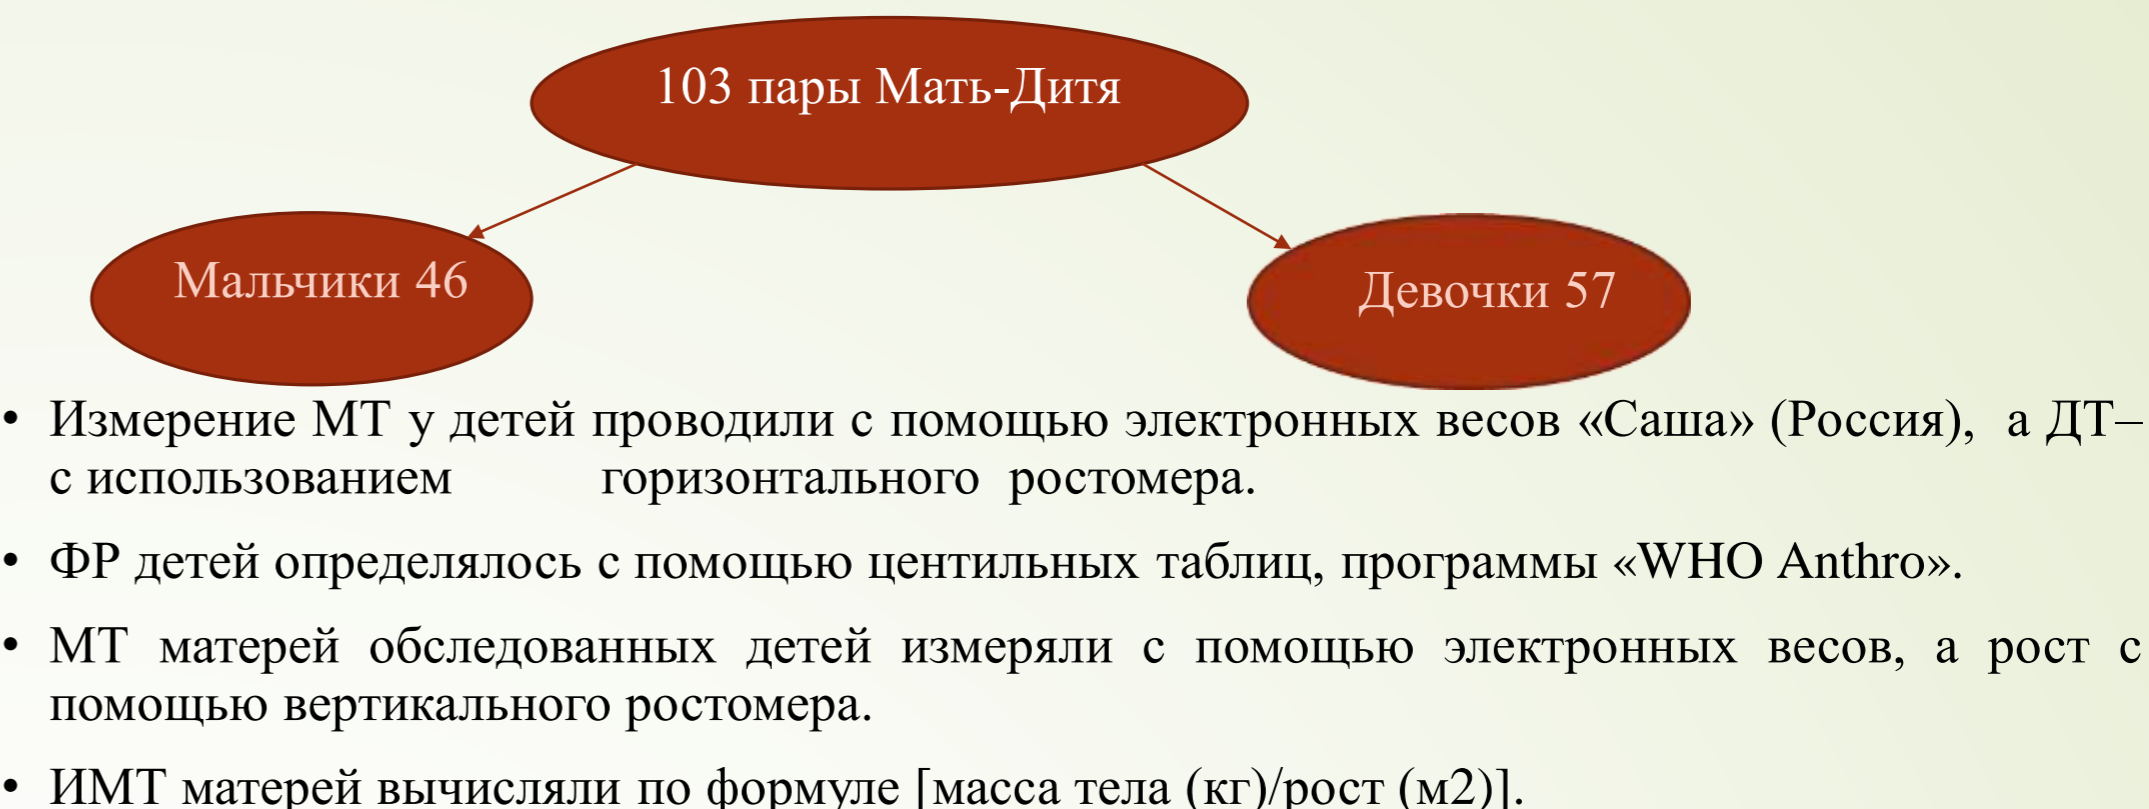 103 пары Мать-Дитя
Мальчики 46
Девочки 57
• Измерение МТ у детей проводили с помощью электронных весов «Саша» (Россия), а ДТ–
с использованием горизонтального ростомера.
• ФР детей определялось с помощью центильных таблиц, программы «WHO Anthro».
• МТ матерей обследованных детей измеряли с помощью электронных весов, а рост с
помощью вертикального ростомера.
• ИМТ матерей вычисляли по формуле [масса тела (кг)/рост (м2)].